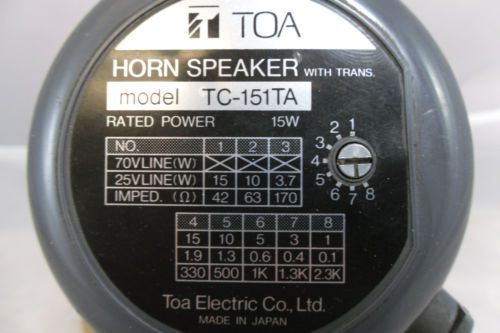 TOA
HORN SPEAKER WITH TRANS.
model TC-151TA
RATED POWER 15W
NO. 1 2 3
70VLINE(W)
25VLINE(W) 15 10 3.7
IMPED. (Ω) 42 63 170
4 5 6 7 8
15 10 5 3 1
1.9 1.3 0.6 0.4 0.1
330 500 1K 1.3K 2.3K
1
2
3
4
5
6
7
8
Toa Electric Co., Ltd.
MADE IN JAPAN